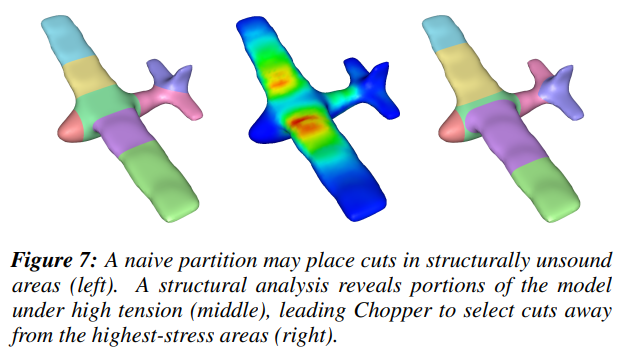 Figure 7: A naive partition may place cuts in structurally unsound
areas (left). A structural analysis reveals portions of the model
under high tension (middle), leading Chopper to select cuts away
from the highest-stress areas (right).